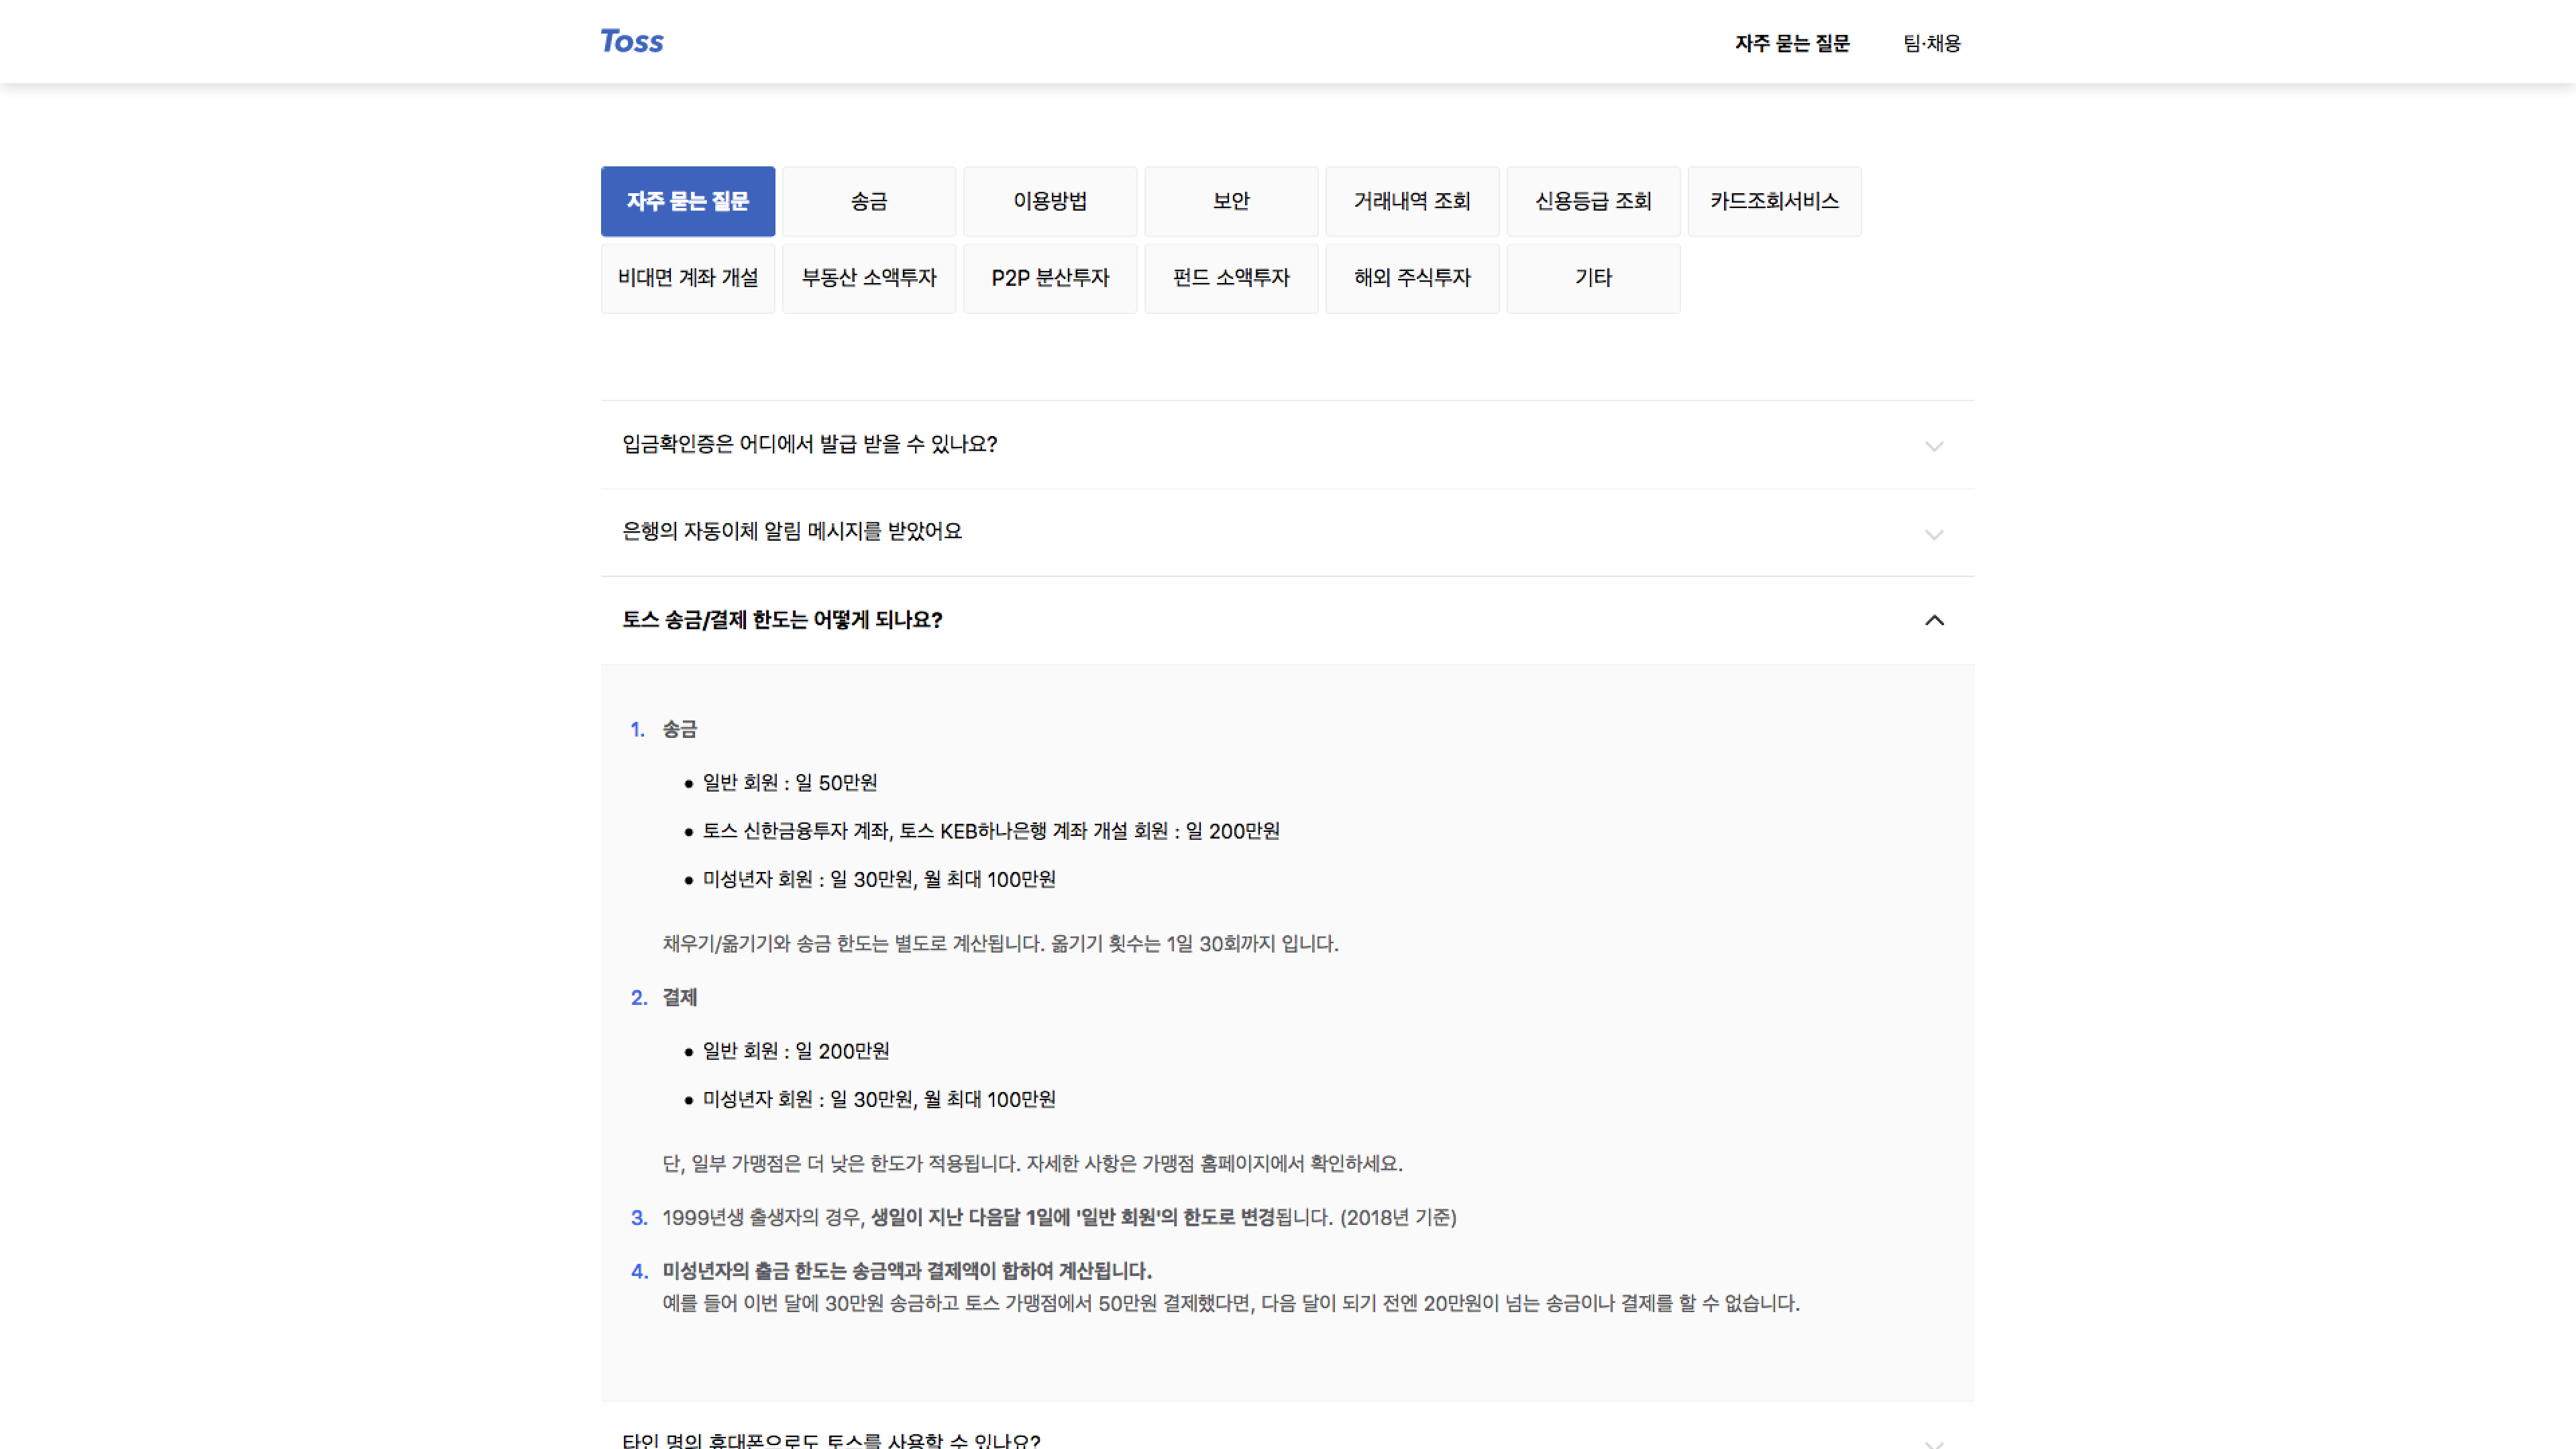 Toss
자주 묻는 질문
팀·채용
자주 묻는 질문
송금
이용방법
보안
거래내역 조회
신용등급 조회
카드조회서비스
비대면 계좌 개설
부동산 소액투자
P2P 분산투자
펀드 소액투자
해외 주식투자
기타
입금확인증은 어디에서 발급 받을 수 있나요?
은행의 자동이체 알림 메시지를 받았어요
토스 송금/결제 한도는 어떻게 되나요?
1. 송금
● 일반 회원 : 일 50만원
● 토스 신한금융투자 계좌, 토스 KEB하나은행 계좌 개설 회원 : 일 200만원
● 미성년자 회원 : 일 30만원, 월 최대 100만원
채우기/옮기기와 송금 한도는 별도로 계산됩니다. 옮기기 횟수는 1일 30회까지 입니다.
2. 결제
● 일반 회원 : 일 200만원
● 미성년자 회원 : 일 30만원, 월 최대 100만원
단, 일부 가맹점은 더 낮은 한도가 적용됩니다. 자세한 사항은 가맹점 홈페이지에서 확인하세요.
3. 1999년생 출생자의 경우, 생일이 지난 다음달 1일에 '일반 회원'의 한도로 변경됩니다. (2018년 기준)
4. 미성년자의 출금 한도는 송금액과 결제액이 합하여 계산됩니다.
예를 들어 이번 달에 30만원 송금하고 토스 가맹점에서 50만원 결제했다면, 다음 달이 되기 전엔 20만원이 넘는 송금이나 결제를 할 수 없습니다.
타인 명의 휴대폰으로도 토스를 사용할 수 있나요?